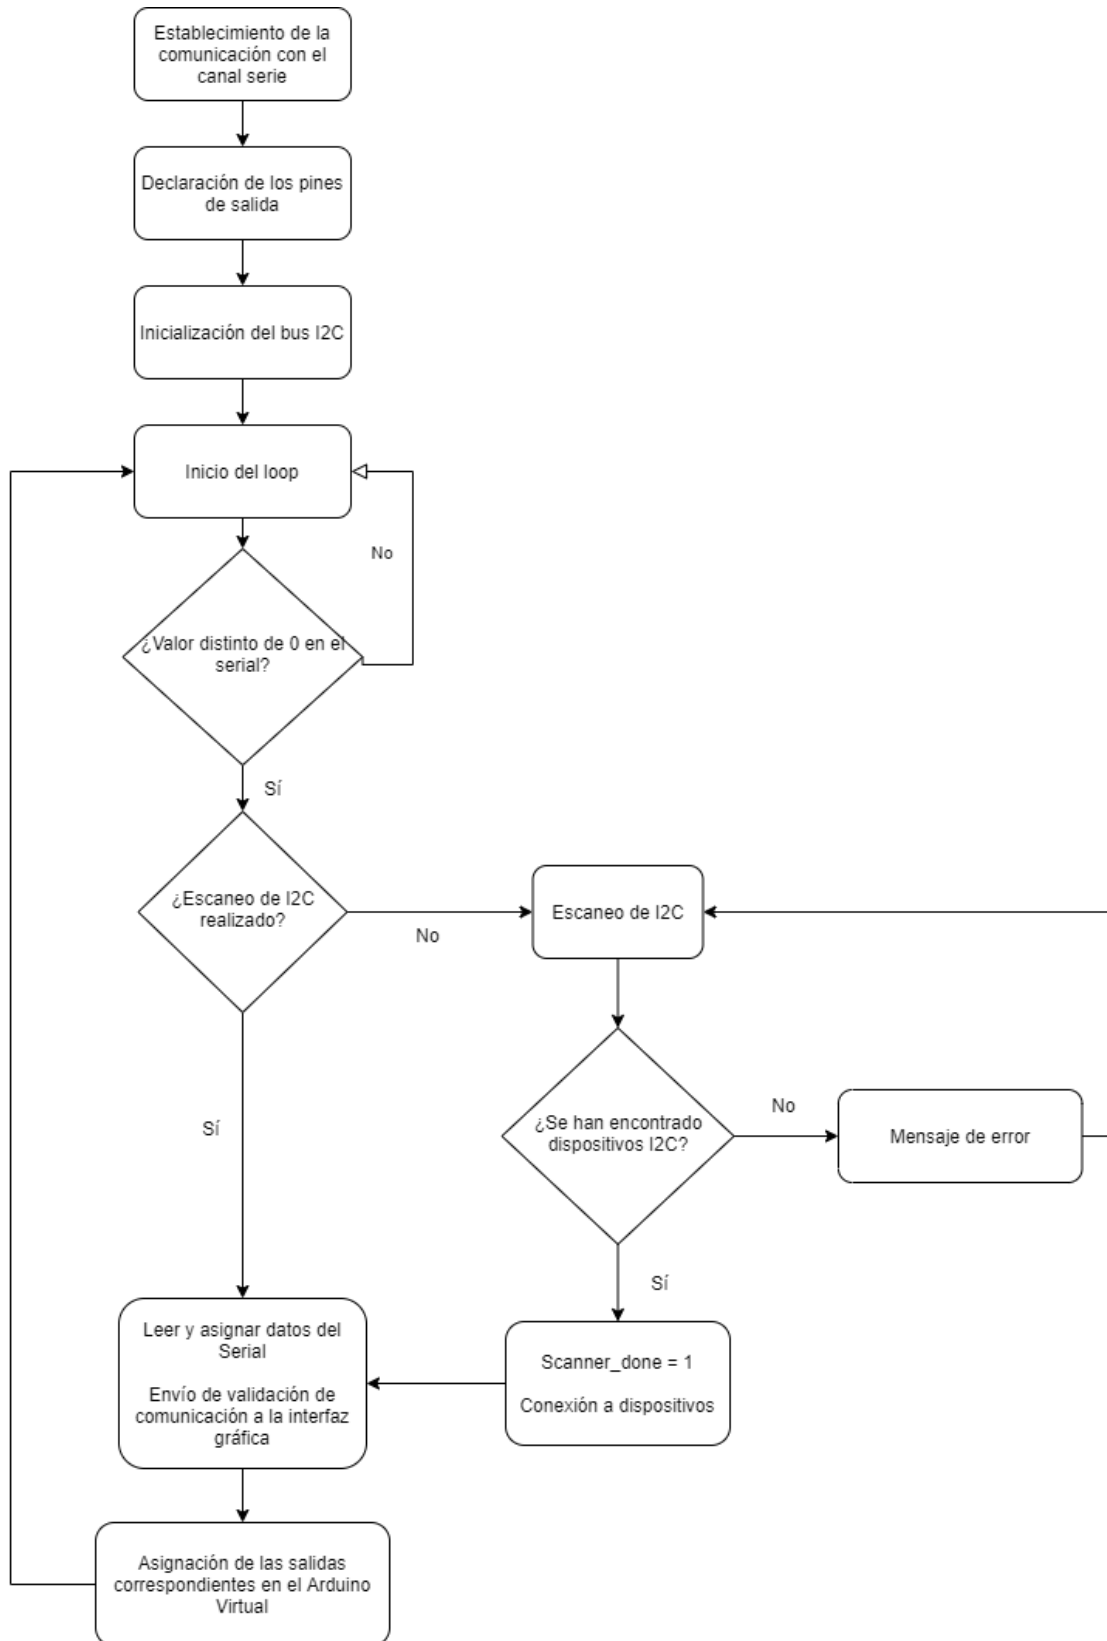 Establecimiento de la
comunicación con el
canal serie
Declaración de los pines
de salida
Inicialización del bus I2C
Inicio del loop
No
¿Valor distinto de 0 en el
serial?
Sí
¿Escaneo de I2C
realizado?
No
Escaneo de I2C
¿Se han encontrado
dispositivos I2C?
No
Mensaje de error
Sí
Sí
Scanner_done = 1
Conexión a dispositivos
Leer y asignar datos del
Serial
Envío de validación de
comunicación a la interfaz
gráfica
Asignación de las salidas
correspondientes en el Arduino
Virtual